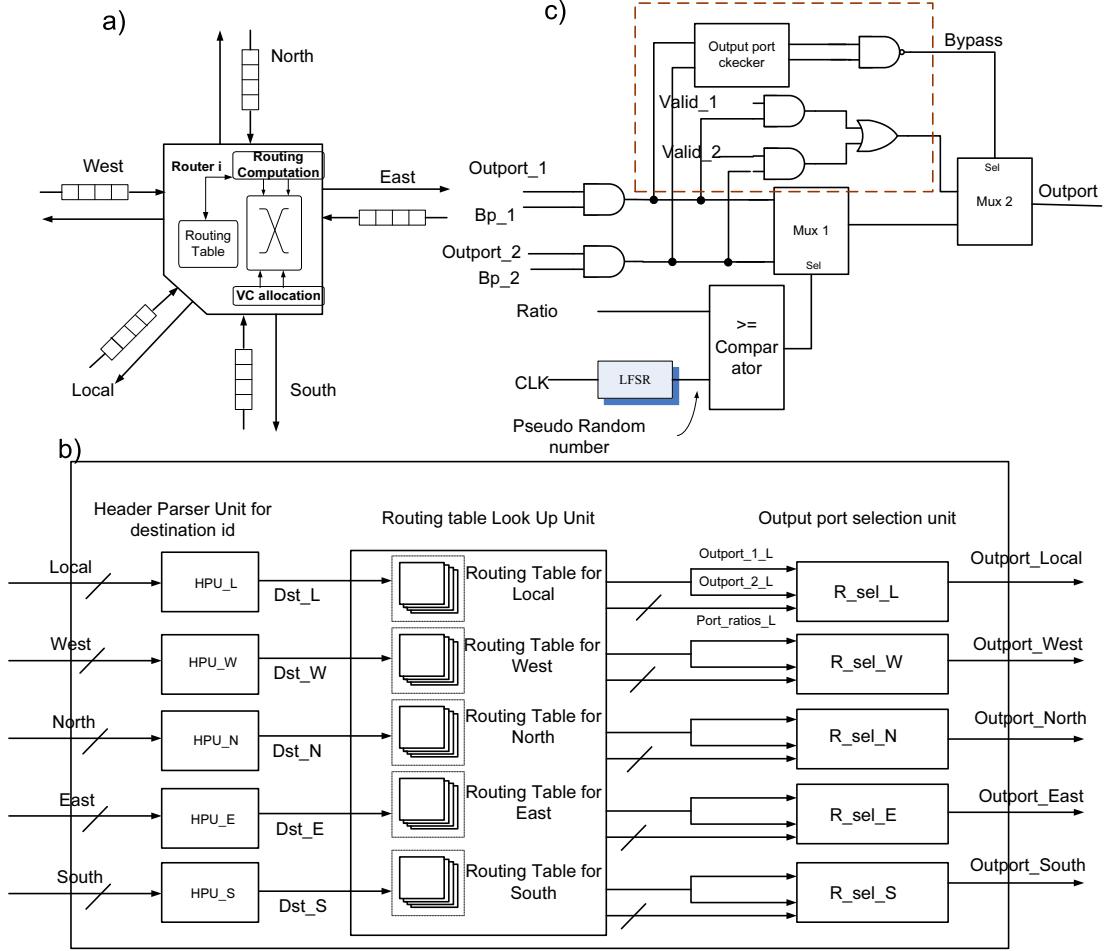 a)
North
West
Router i
Routing
Computation
East
Routing
Table
VC allocation
Local
South
c)
Output port
ckecker
Bypass
Valid_1
Valid_2
Outport_1
Bp_1
Outport_2
Bp_2
Mux 1
Sel
Sel
Mux 2
Outport
Ratio
>=
Compar
ator
CLK
LFSR
Pseudo Random
number
b)
Header Parser Unit for
destination id
Routing table Look Up Unit
Output port selection unit
Local
HPU_L
Dst_L
Routing Table for
Local
Outport_1_L
Outport_2_L
Port_ratios_L
R_sel_L
Outport_Local
West
HPU_W
Dst_W
Routing Table for
West
R_sel_W
Outport_West
North
HPU_N
Dst_N
Routing Table for
North
R_sel_N
Outport_North
East
HPU_E
Dst_E
Routing Table for
East
R_sel_E
Outport_East
South
HPU_S
Dst_S
Routing Table for
South
R_sel_S
Outport_South